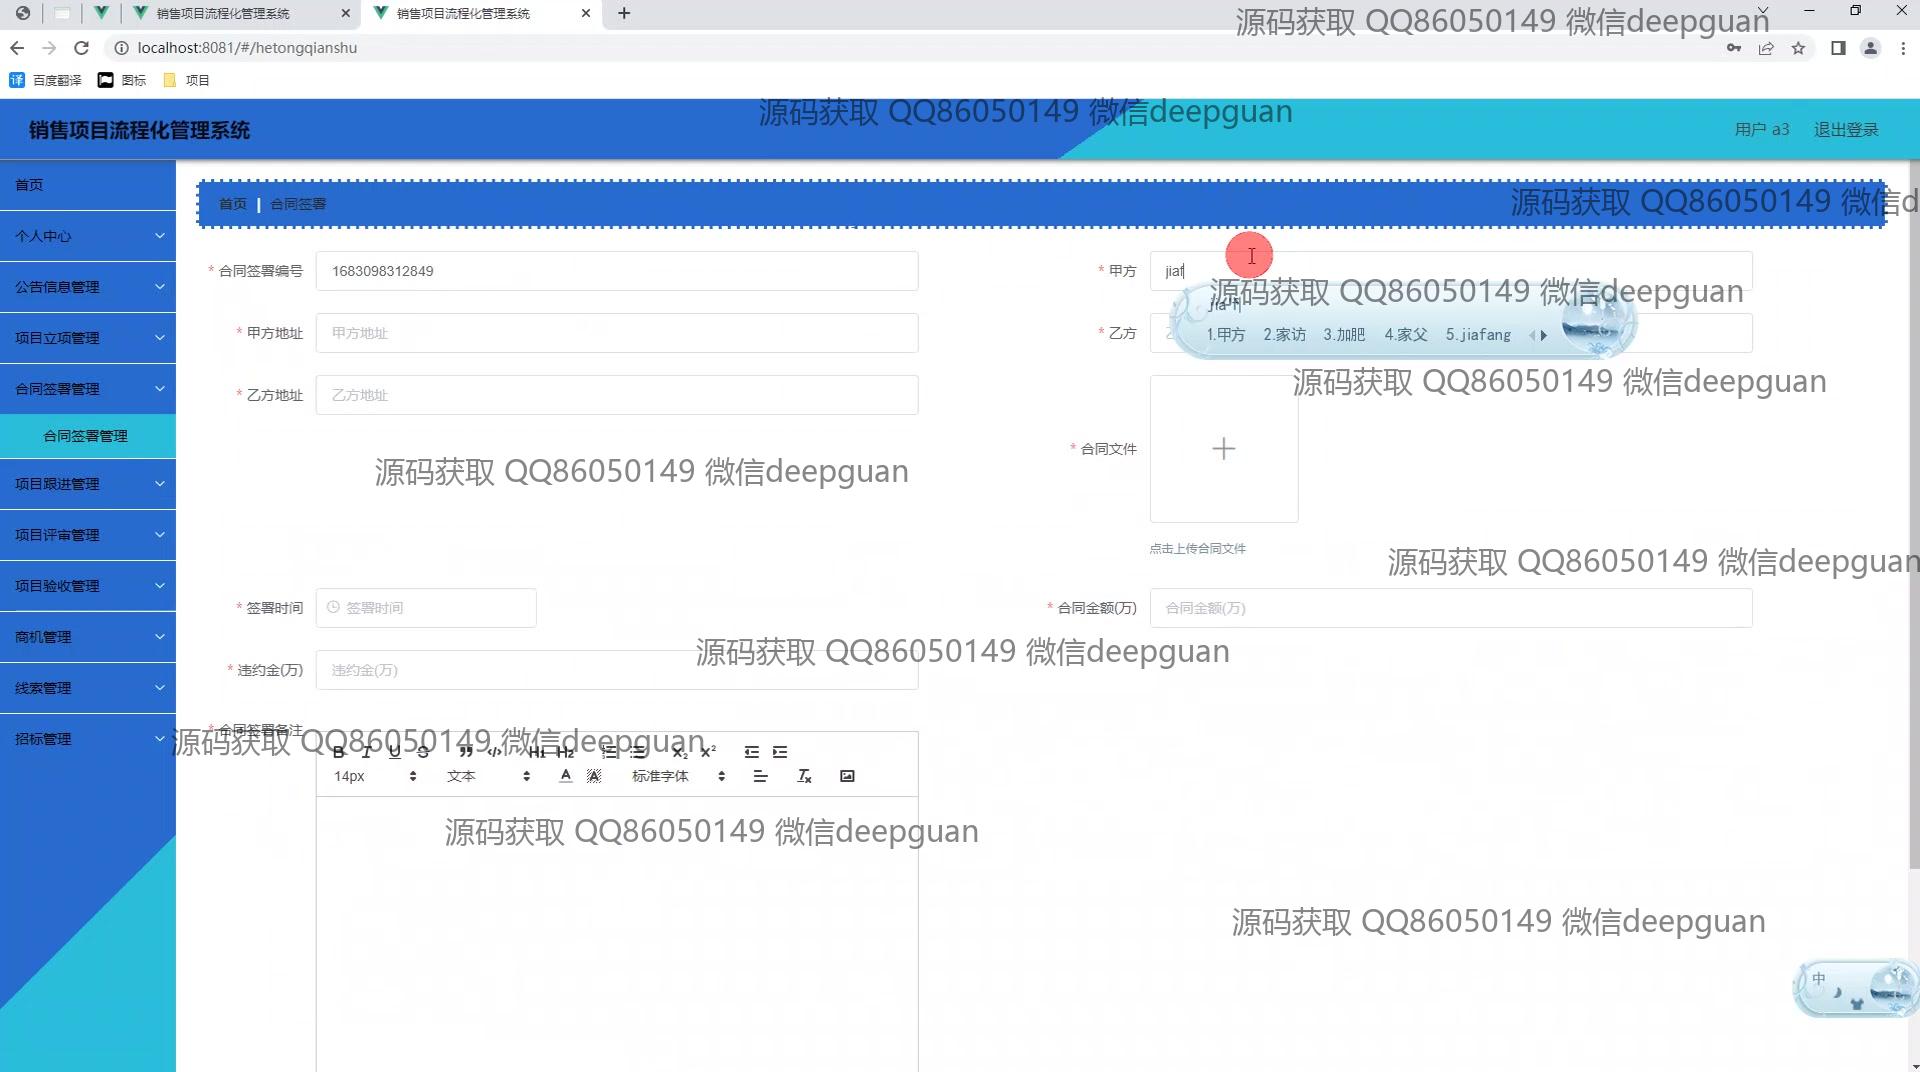 销售项目流程化管理系统
销售项目流程化管理系统
源码获取 QQ86050149 微信deepguan
localhost:8081/#/hetongqianshu
译 百度翻译 图标 项目
源码获取 QQ86050149 微信deepguan
销售项目流程化管理系统
用户 a3 退出登录
首页
个人中心
公告信息管理
项目立项管理
合同签署管理
合同签署管理
项目跟进管理
项目评审管理
项目验收管理
商机管理
线索管理
招标管理
首页 | 合同签署
源码获取 QQ86050149 微信d
* 合同签署编号 1683098312849
* 甲方 jiaf
源码获取 QQ86050149 微信deepguan
jia'f
1.甲方 2.家访 3.加肥 4.家父 5.jiafang
* 甲方地址 甲方地址
* 乙方
源码获取 QQ86050149 微信deepguan
* 乙方地址 乙方地址
* 合同文件
源码获取 QQ86050149 微信deepguan
点击上传合同文件
源码获取 QQ86050149 微信deepguan
* 签署时间 签署时间
* 合同金额(万) 合同金额(万)
源码获取 QQ86050149 微信deepguan
* 违约金(万) 违约金(万)
* 合同签署备注
源码获取 QQ86050149 微信deepguan
B I U S H1 H2 X₂ X²
14px 文本 A A 标准字体
源码获取 QQ86050149 微信deepguan
源码获取 QQ86050149 微信deepguan
中